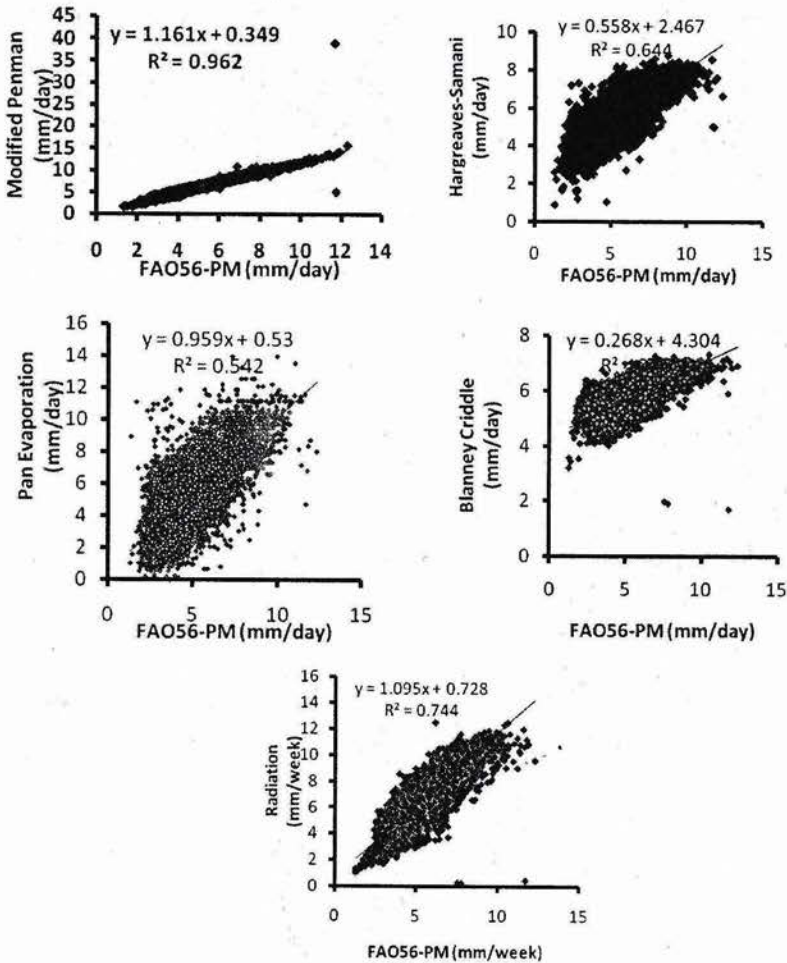 y = 1.161x + 0.349
R² = 0.962
Modified Penman
(mm/day)
45
40
35
30
25
20
15
10
5
0
0 2 4 6 8 10 12 14
FAO56-PM (mm/day)
y = 0.558x + 2.467
R² = 0.644
Hargreaves-Samani
(mm/day)
10
8
6
4
2
0
0 5 10 15
FAO56-PM (mm/day)
y = 0.959x + 0.53
R² = 0.542
Pan Evaporation
(mm/day)
16
14
12
10
8
6
4
2
0
0 5 10 15
FAO56-PM (mm/day)
y = 0.268x + 4.304
R²
Blanney Criddle
(mm/day)
8
6
4
2
0
0 5 10 15
FAO56-PM (mm/day)
y = 1.095x + 0.728
R² = 0.744
Radiation
(mm/week)
16
14
12
10
8
6
4
2
0
0 5 10 15
FAO56-PM (mm/week)